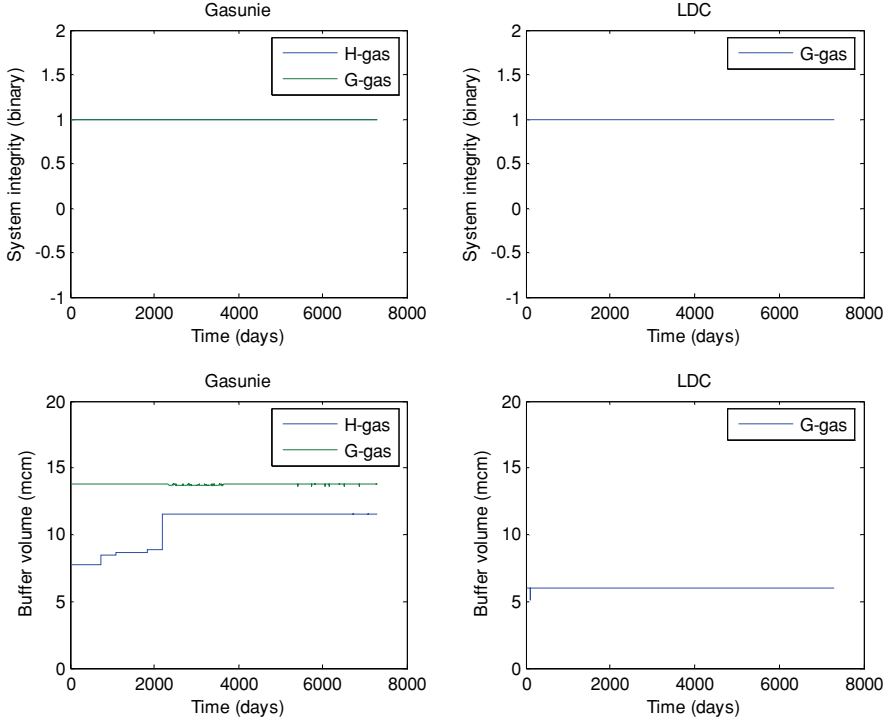 Gasunie
System integrity (binary)
2
1.5
1
0.5
0
-0.5
-1
H-gas
G-gas
0 2000 4000 6000 8000
Time (days)
LDC
System integrity (binary)
2
1.5
1
0.5
0
-0.5
-1
G-gas
0 2000 4000 6000 8000
Time (days)
Gasunie
Buffer volume (mcm)
20
15
10
5
0
H-gas
G-gas
0 2000 4000 6000 8000
Time (days)
LDC
Buffer volume (mcm)
20
15
10
5
0
G-gas
0 2000 4000 6000 8000
Time (days)